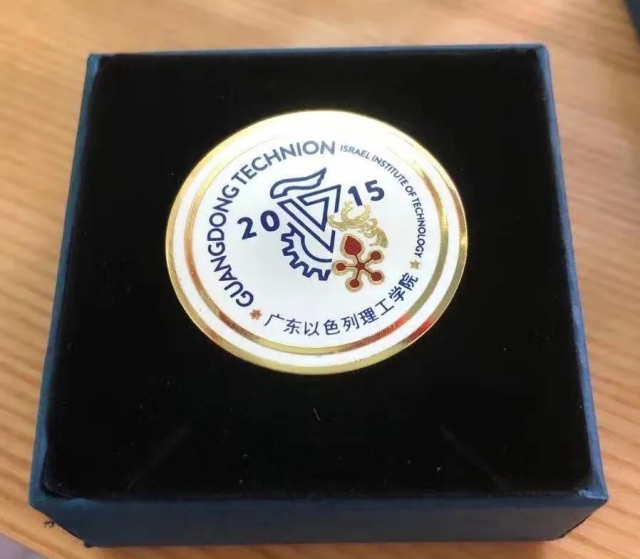 GUANGDONG TECHNION ISRAEL INSTITUTE OF TECHNOLOGY
2015
广东以色列理工学院